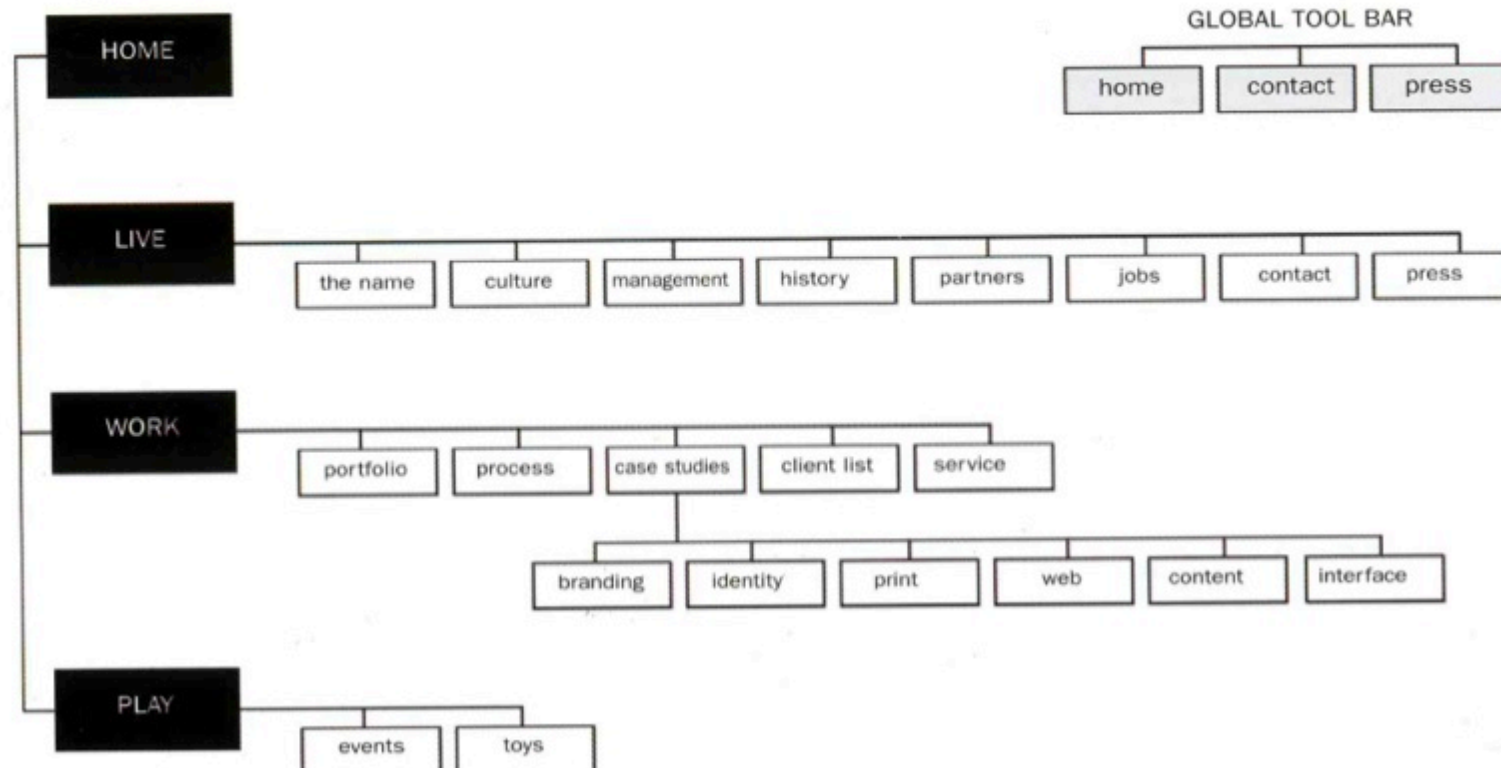 GLOBAL TOOL BAR
HOME
home contact press
LIVE
the name culture management history partners jobs contact press
WORK
portfolio process case studies client list service
branding identity print web content interface
PLAY
events toys